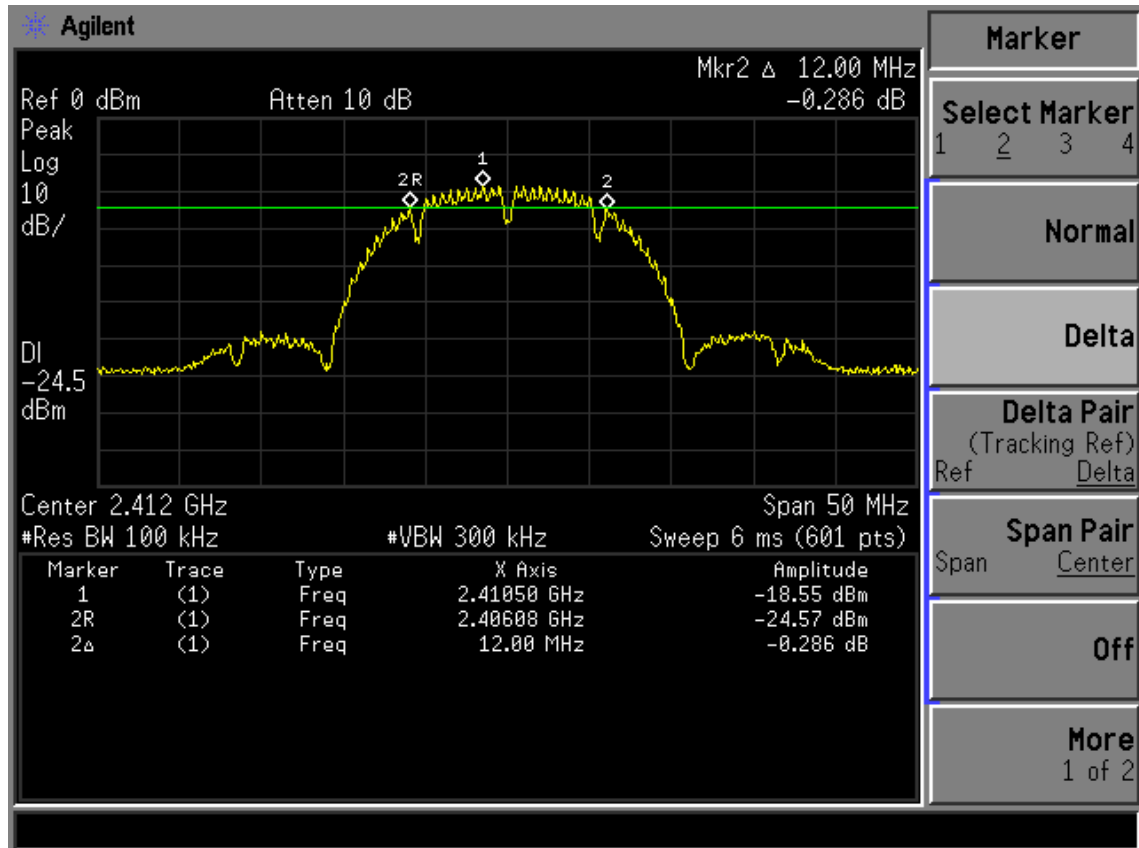 Agilent
Mkr2 Δ 12.00 MHz
Ref 0 dBm Atten 10 dB -0.286 dB
Peak
Log
10
dB/
2R
1
2
DI
-24.5
dBm
Center 2.412 GHz Span 50 MHz
#Res BW 100 kHz #VBW 300 kHz Sweep 6 ms (601 pts)
Marker Trace Type X Axis Amplitude
1 (1) Freq 2.41050 GHz -18.55 dBm
2R (1) Freq 2.40608 GHz -24.57 dBm
2Δ (1) Freq 12.00 MHz -0.286 dB
Marker
Select Marker
1 2 3 4
Normal
Delta
Delta Pair
(Tracking Ref)
Ref Delta
Span Pair
Span Center
Off
More
1 of 2